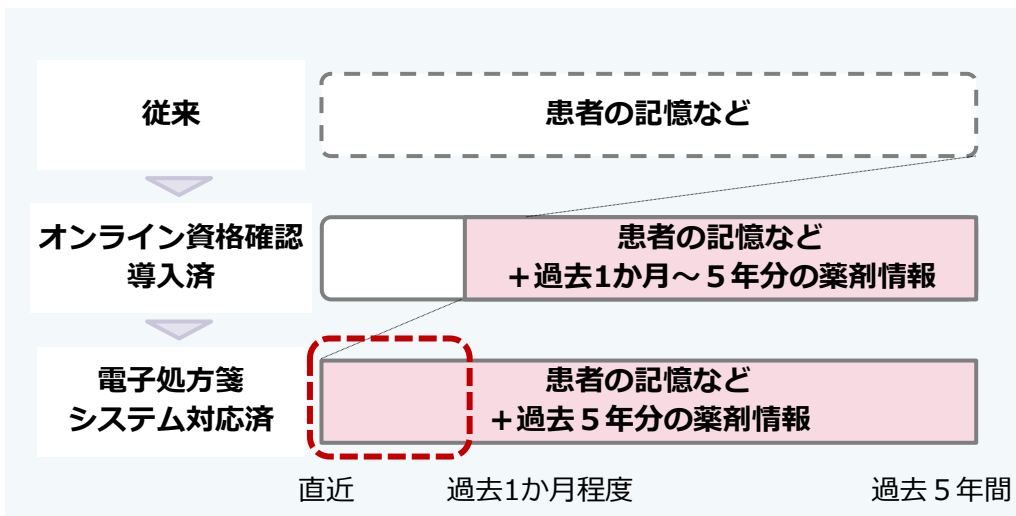 従来
患者の記憶など
オンライン資格確認
導入済
患者の記憶など
＋過去1か月～５年分の薬剤情報
電子処方箋
システム対応済
患者の記憶など
＋過去５年分の薬剤情報
直近
過去1か月程度
過去５年間